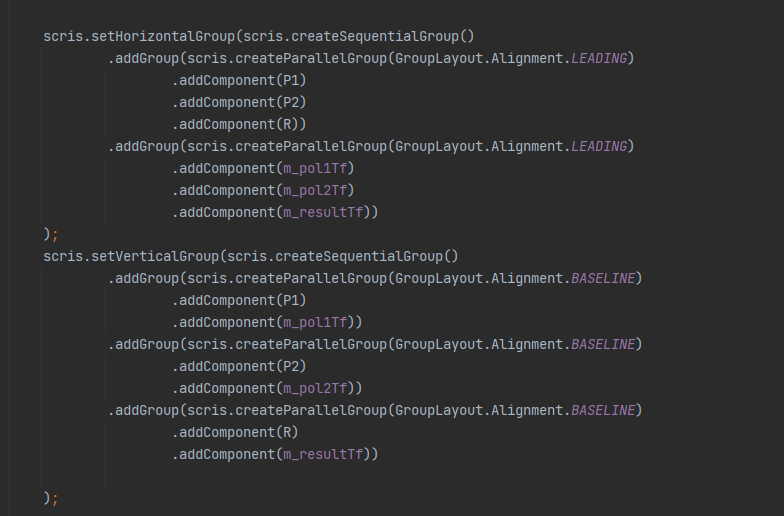 scris.setHorizontalGroup(scris.createSequentialGroup()
        .addGroup(scris.createParallelGroup(GroupLayout.Alignment.LEADING)
                .addComponent(P1)
                .addComponent(P2)
                .addComponent(R))
        .addGroup(scris.createParallelGroup(GroupLayout.Alignment.LEADING)
                .addComponent(m_pol1Tf)
                .addComponent(m_pol2Tf)
                .addComponent(m_resultTf))
);
scris.setVerticalGroup(scris.createSequentialGroup()
        .addGroup(scris.createParallelGroup(GroupLayout.Alignment.BASELINE)
                .addComponent(P1)
                .addComponent(m_pol1Tf))
        .addGroup(scris.createParallelGroup(GroupLayout.Alignment.BASELINE)
                .addComponent(P2)
                .addComponent(m_pol2Tf))
        .addGroup(scris.createParallelGroup(GroupLayout.Alignment.BASELINE)
                .addComponent(R)
                .addComponent(m_resultTf))
);